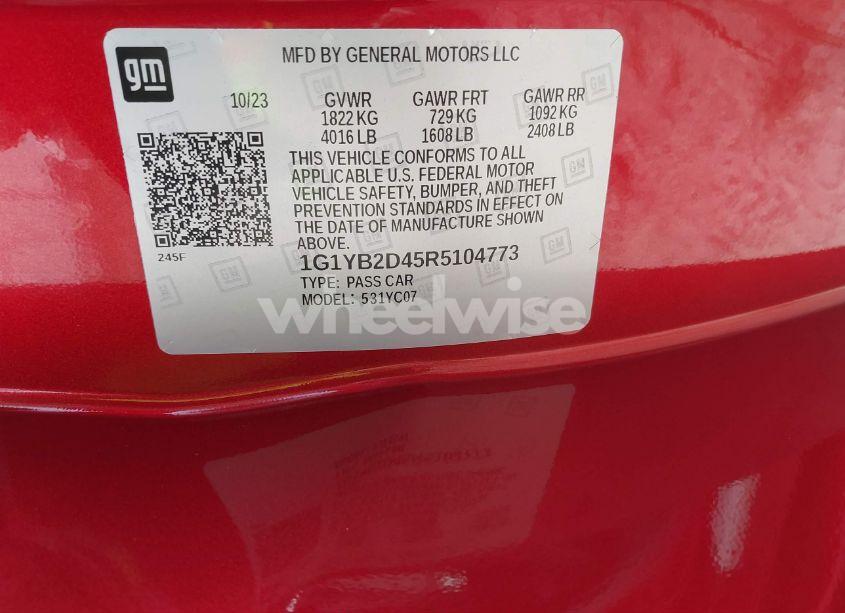 gm
MFD BY GENERAL MOTORS LLC
10/23 GVWR GAWR FRT GAWR RR
1822 KG 729 KG 1092 KG
4016 LB 1608 LB 2408 LB
THIS VEHICLE CONFORMS TO ALL
APPLICABLE U.S. FEDERAL MOTOR
VEHICLE SAFETY, BUMPER, AND THEFT
PREVENTION STANDARDS IN EFFECT ON
THE DATE OF MANUFACTURE SHOWN
ABOVE.
245F
1G1YB2D45R5104773
TYPE: PASS CAR
MODEL: 531YC07
wheelwise